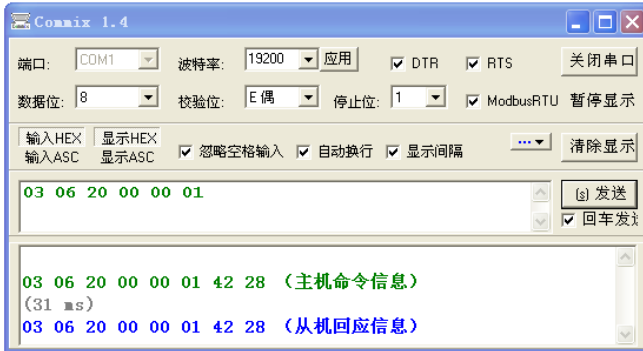 Commix 1.4
端口: COM1 波特率: 19200 应用 DTR RTS 关闭串口
数据位: 8 校验位: E偶 停止位: 1 ModbusRTU 暂停显示
输入HEX 显示HEX
输入ASC 显示ASC 忽略空格输入 自动换行 显示间隔 ... 清除显示
03 06 20 00 00 01 (s) 发送
回车发送
03 06 20 00 00 01 42 28 (主机命令信息)
(31 ms)
03 06 20 00 00 01 42 28 (从机回应信息)